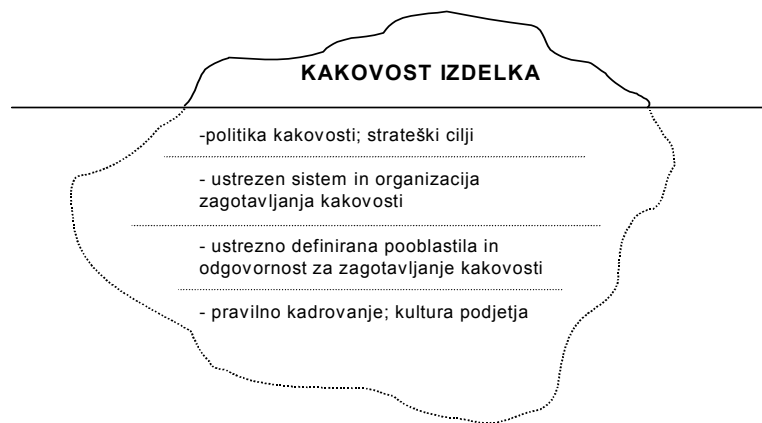 KAKOVOST IZDELKA
-politika kakovosti; strateški cilji
- ustrezen sistem in organizacija
zagotavljanja kakovosti
- ustrezno definirana pooblastila in
odgovornost za zagotavljanje kakovosti
- pravilno kadrovanje; kultura podjetja